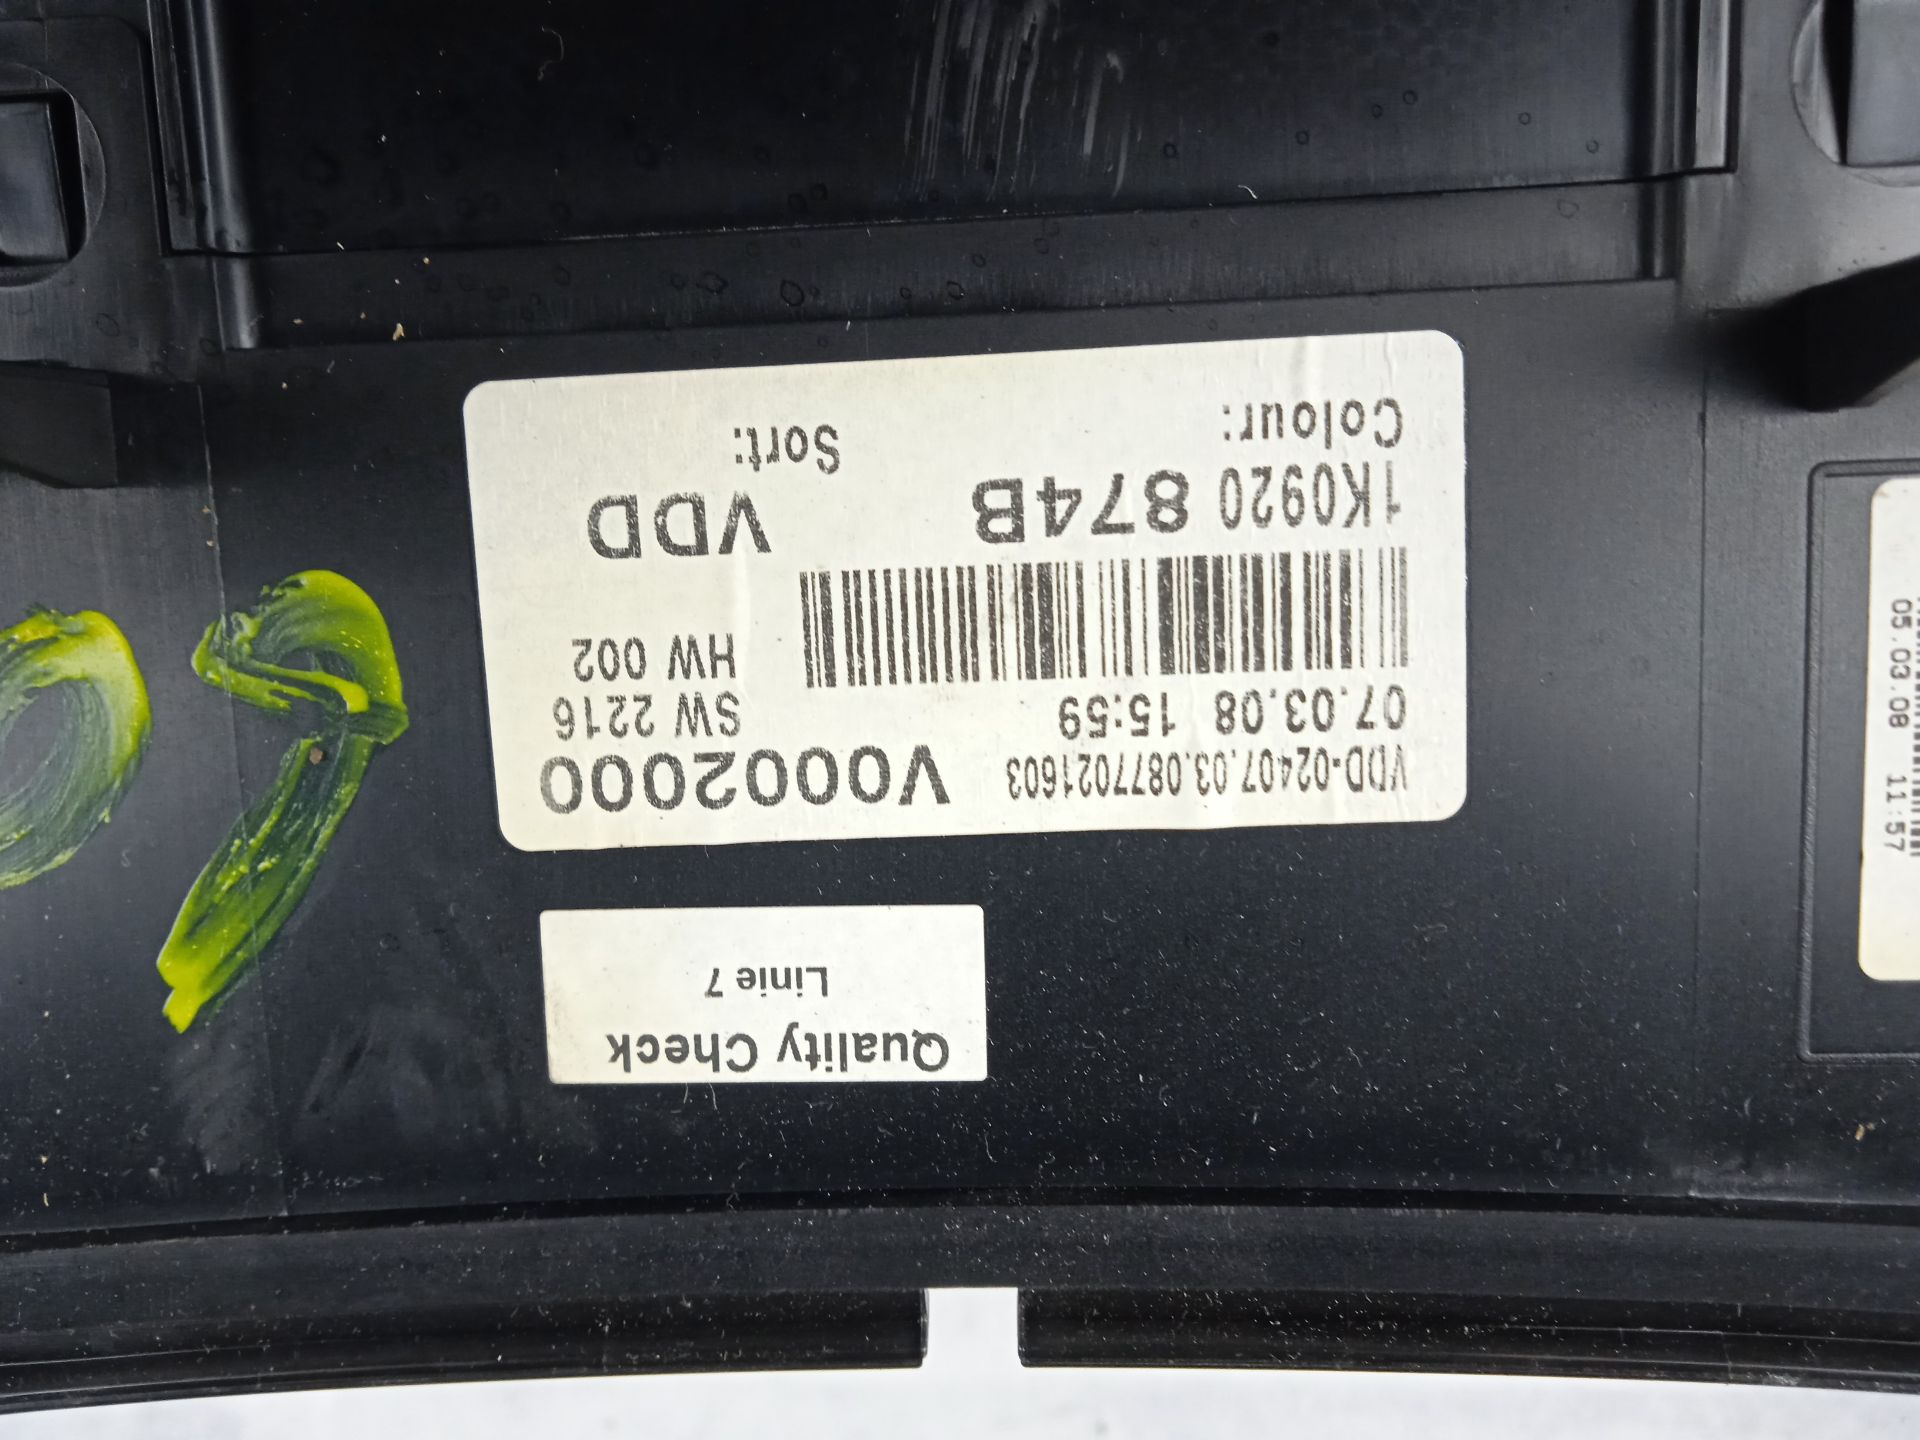 Quality Check
Linie 7
VDD-02407.03.0877021603 V0002000
07.03.08 15:59 SW 2216
HW 002
1K0920 874B VDD
Colour: Sort:
05.03.08 11:57